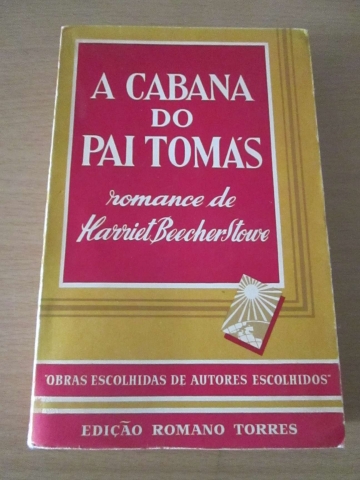 A CABANA
DO
PAI TOMÁS
romance de
Harriet Beecher Stowe
"OBRAS ESCOLHIDAS DE AUTORES ESCOLHIDOS"
EDIÇÃO ROMANO TORRES